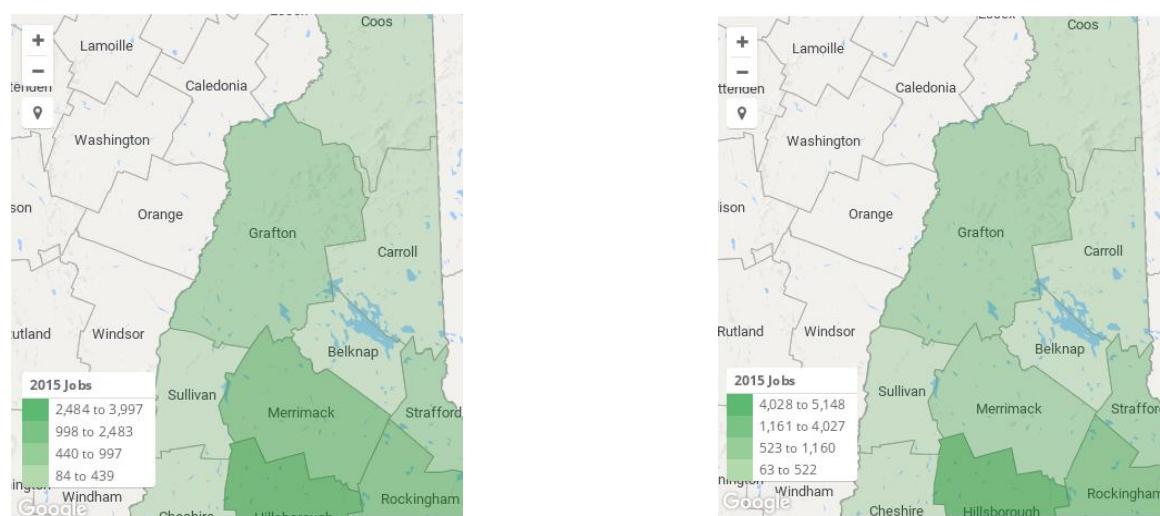 Coos
+
Lamoille
−
Caledonia
Washington
Orange
Grafton
Carroll
Windsor
Belknap
2015 Jobs
Sullivan
2,484 to 3,997
Merrimack
Strafford
998 to 2,483
440 to 997
84 to 439
Windham
Rockingham
Google
Cheshire
Hillsborough
Essex
Coos
+
Lamoille
−
Caledonia
Washington
Orange
Grafton
Carroll
Rutland
Windsor
Belknap
2015 Jobs
Sullivan
4,028 to 5,148
Merrimack
1,161 to 4,027
523 to 1,160
63 to 522
Windham
Rockingham
Google
Hillsborough
Cheshire